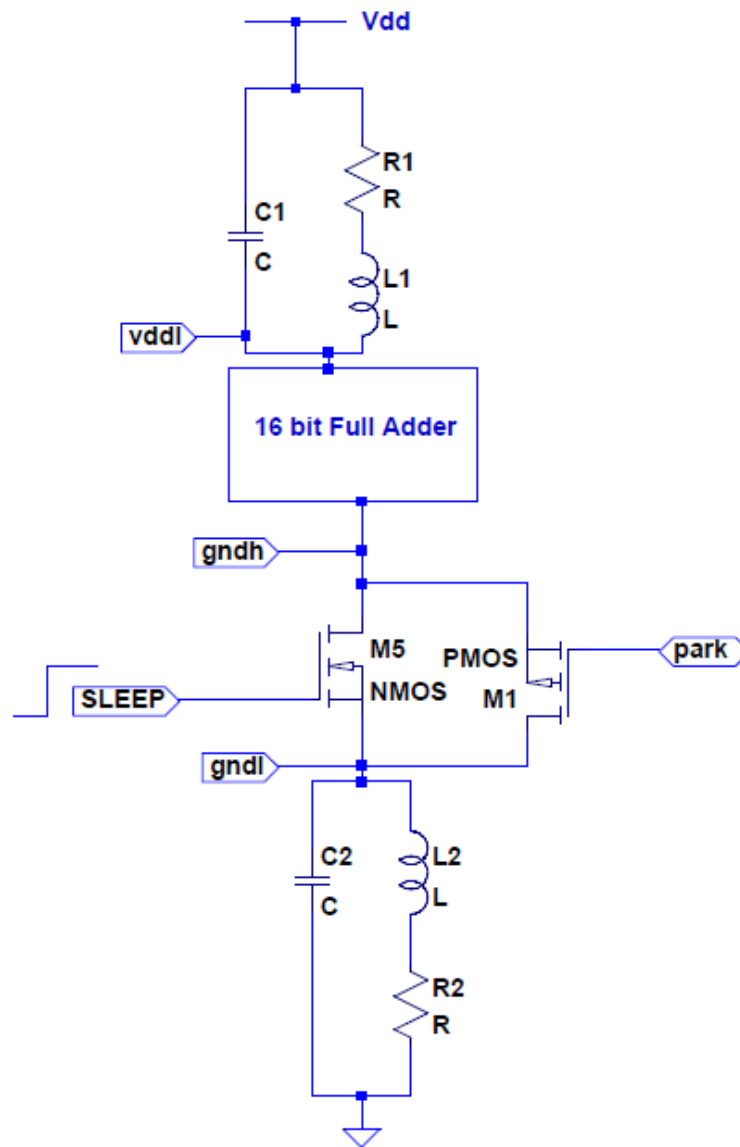 Vdd
R1
R
C1
C
L1
L
vddl
16 bit Full Adder
gndh
M5
NMOS
PMOS
M1
park
SLEEP
gndl
C2
C
L2
L
R2
R